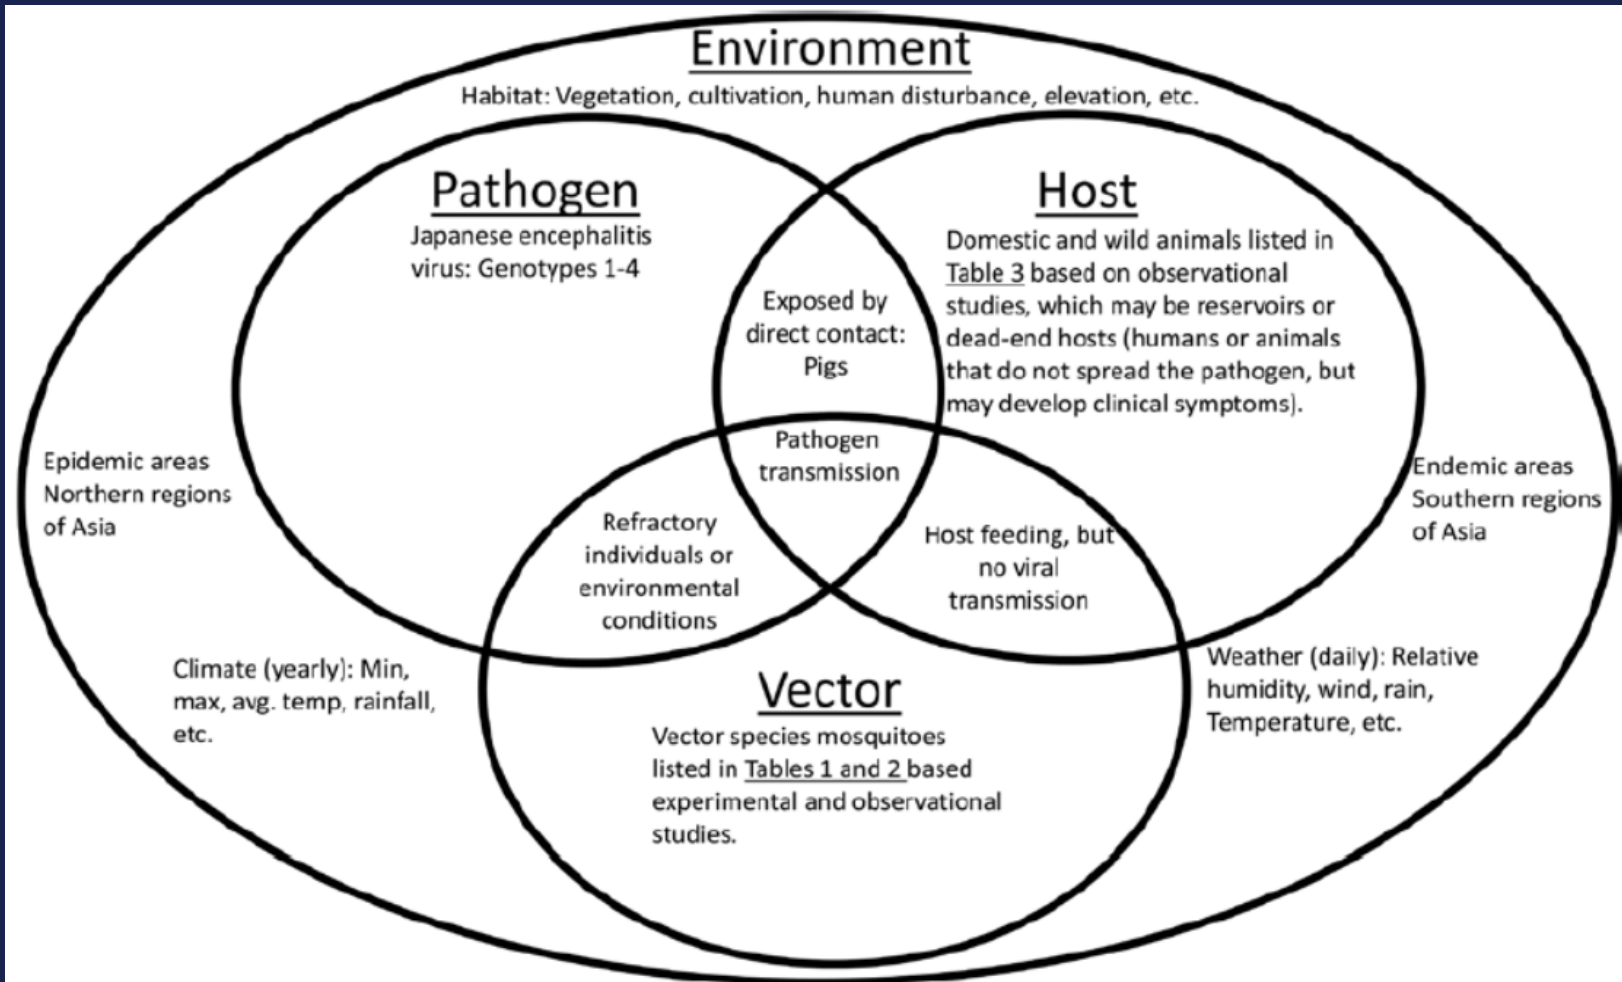 Environment
Habitat: Vegetation, cultivation, human disturbance, elevation, etc.
Pathogen
Japanese encephalitis
virus: Genotypes 1-4
Host
Domestic and wild animals listed in
Table 3 based on observational
studies, which may be reservoirs or
dead-end hosts (humans or animals
that do not spread the pathogen, but
may develop clinical symptoms).
Exposed by
direct contact:
Pigs
Pathogen
transmission
Epidemic areas
Northern regions
of Asia
Endemic areas
Southern regions
of Asia
Refractory
individuals or
environmental
conditions
Host feeding, but
no viral
transmission
Climate (yearly): Min,
max, avg. temp, rainfall,
etc.
Weather (daily): Relative
humidity, wind, rain,
Temperature, etc.
Vector
Vector species mosquitoes
listed in Tables 1 and 2 based
experimental and observational
studies.